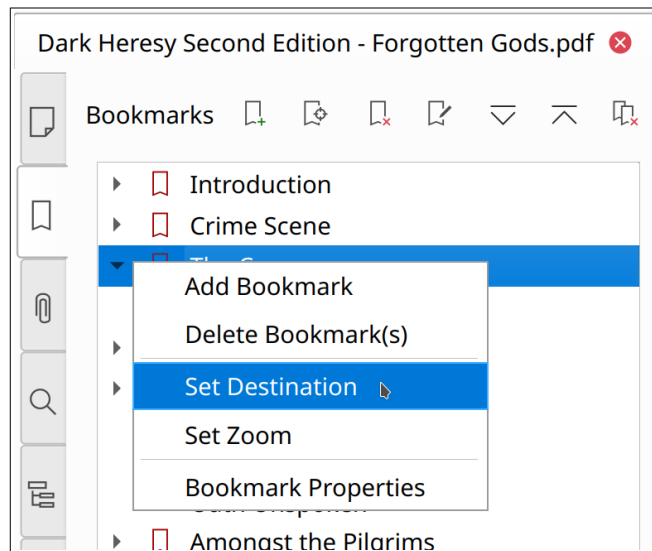 Dark Heresy Second Edition - Forgotten Gods.pdf
Bookmarks
Introduction
Crime Scene
Add Bookmark
Delete Bookmark(s)
Set Destination
Set Zoom
Bookmark Properties
Amongst the Pilgrims